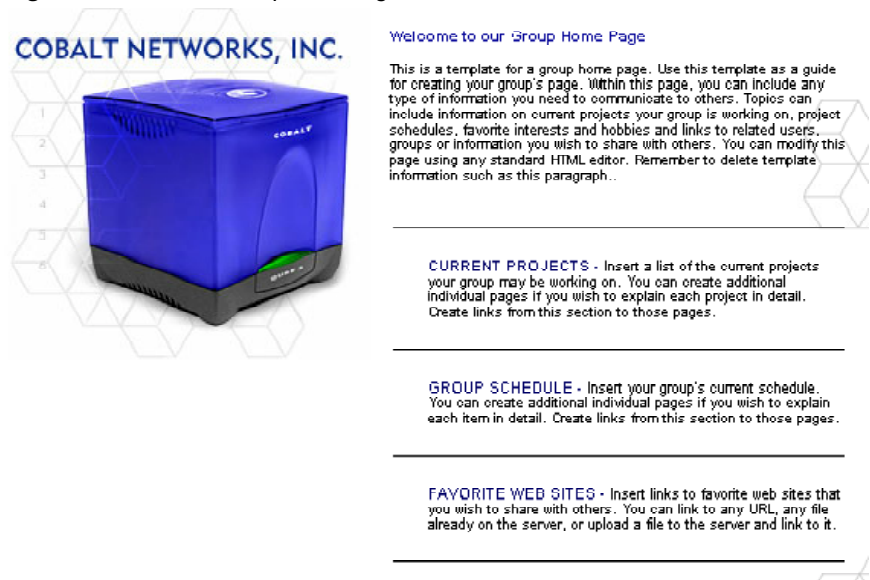 COBALT NETWORKS, INC.
COBALT
1
2
3
4
5
6
Welcome to our Group Home Page
This is a template for a group home page. Use this template as a guide
for creating your group's page. Within this page, you can include any
type of information you need to communicate to others. Topics can
include information on current projects your group is working on, project
schedules, favorite interests and hobbies and links to related users,
groups or information you wish to share with others. You can modify this
page using any standard HTML editor. Remember to delete template
information such as this paragraph..
CURRENT PROJECTS - Insert a list of the current projects
your group may be working on. You can create additional
individual pages if you wish to explain each project in detail.
Create links from this section to those pages.
GROUP SCHEDULE - Insert your group's current schedule.
You can create additional individual pages if you wish to explain
each item in detail. Create links from this section to those pages.
FAVORITE WEB SITES - Insert links to favorite web sites that
you wish to share with others. You can link to any URL, any file
already on the server, or upload a file to the server and link to it.